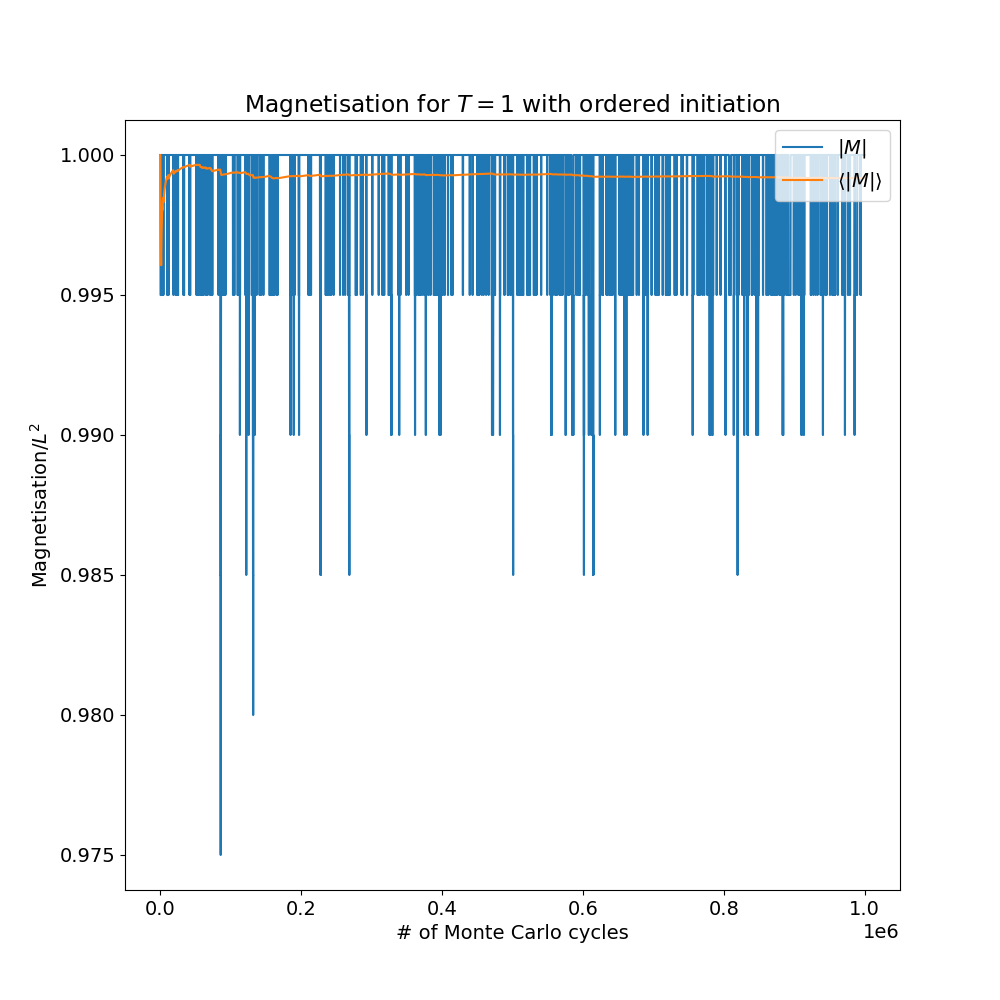 Magnetisation for T = 1 with ordered initiation
|M|
⟨|M|⟩
1.000
0.995
0.990
0.985
0.980
0.975
Magnetisation/L²
0.0 0.2 0.4 0.6 0.8 1.0
1e6
# of Monte Carlo cycles